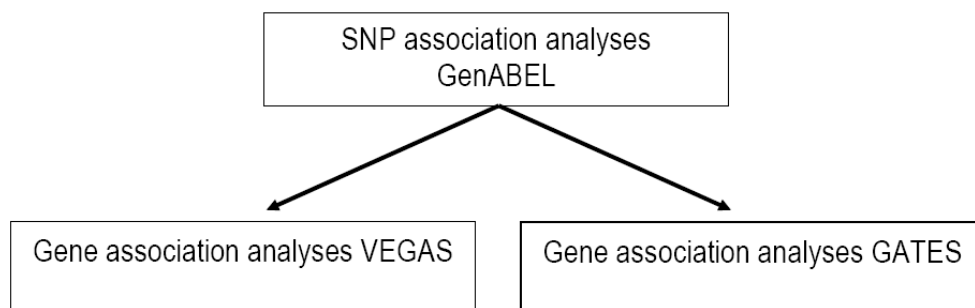 SNP association analyses
GenABEL
Gene association analyses VEGAS
Gene association analyses GATES